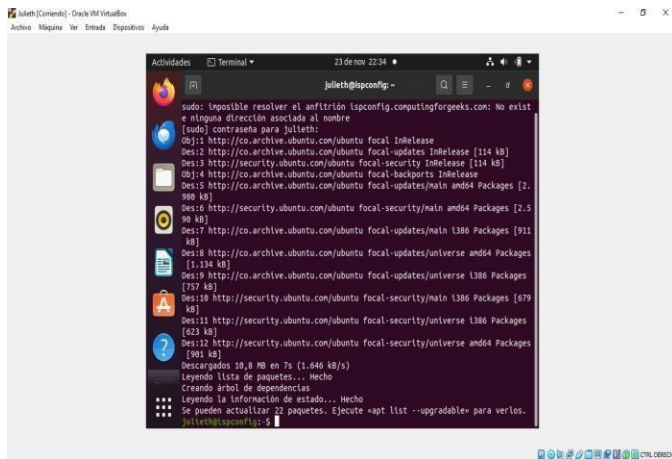 Julieth [Corriendo] - Oracle VM VirtualBox
Archivo Máquina Ver Entrada Dispositivos Ayuda
Actividades Terminal 23 de nov 22:34
julieth@ispconfig: ~
sudo: imposible resolver el anfitrión ispconfig.computingforgeeks.com: No exist
e ninguna dirección asociada al nombre
[sudo] contraseña para julieth:
Obj:1 http://co.archive.ubuntu.com/ubuntu focal InRelease
Des:2 http://co.archive.ubuntu.com/ubuntu focal-updates InRelease [114 kB]
Des:3 http://security.ubuntu.com/ubuntu focal-security InRelease [114 kB]
Obj:4 http://co.archive.ubuntu.com/ubuntu focal-backports InRelease
Des:5 http://co.archive.ubuntu.com/ubuntu focal-updates/main amd64 Packages [2.
980 kB]
Des:6 http://security.ubuntu.com/ubuntu focal-security/main amd64 Packages [2.5
90 kB]
Des:7 http://co.archive.ubuntu.com/ubuntu focal-updates/main i386 Packages [911
kB]
Des:8 http://co.archive.ubuntu.com/ubuntu focal-updates/universe amd64 Packages
[1.134 kB]
Des:9 http://co.archive.ubuntu.com/ubuntu focal-updates/universe i386 Packages
[757 kB]
Des:10 http://security.ubuntu.com/ubuntu focal-security/main i386 Packages [679
kB]
Des:11 http://security.ubuntu.com/ubuntu focal-security/universe i386 Packages
[623 kB]
Des:12 http://security.ubuntu.com/ubuntu focal-security/universe amd64 Packages
[901 kB]
Descargados 10,8 MB en 7s (1.646 kB/s)
Leyendo lista de paquetes... Hecho
Creando árbol de dependencias
Leyendo la información de estado... Hecho
Se pueden actualizar 22 paquetes. Ejecute «apt list --upgradable» para verlos.
julieth@ispconfig:~$
CTRL DERECHO